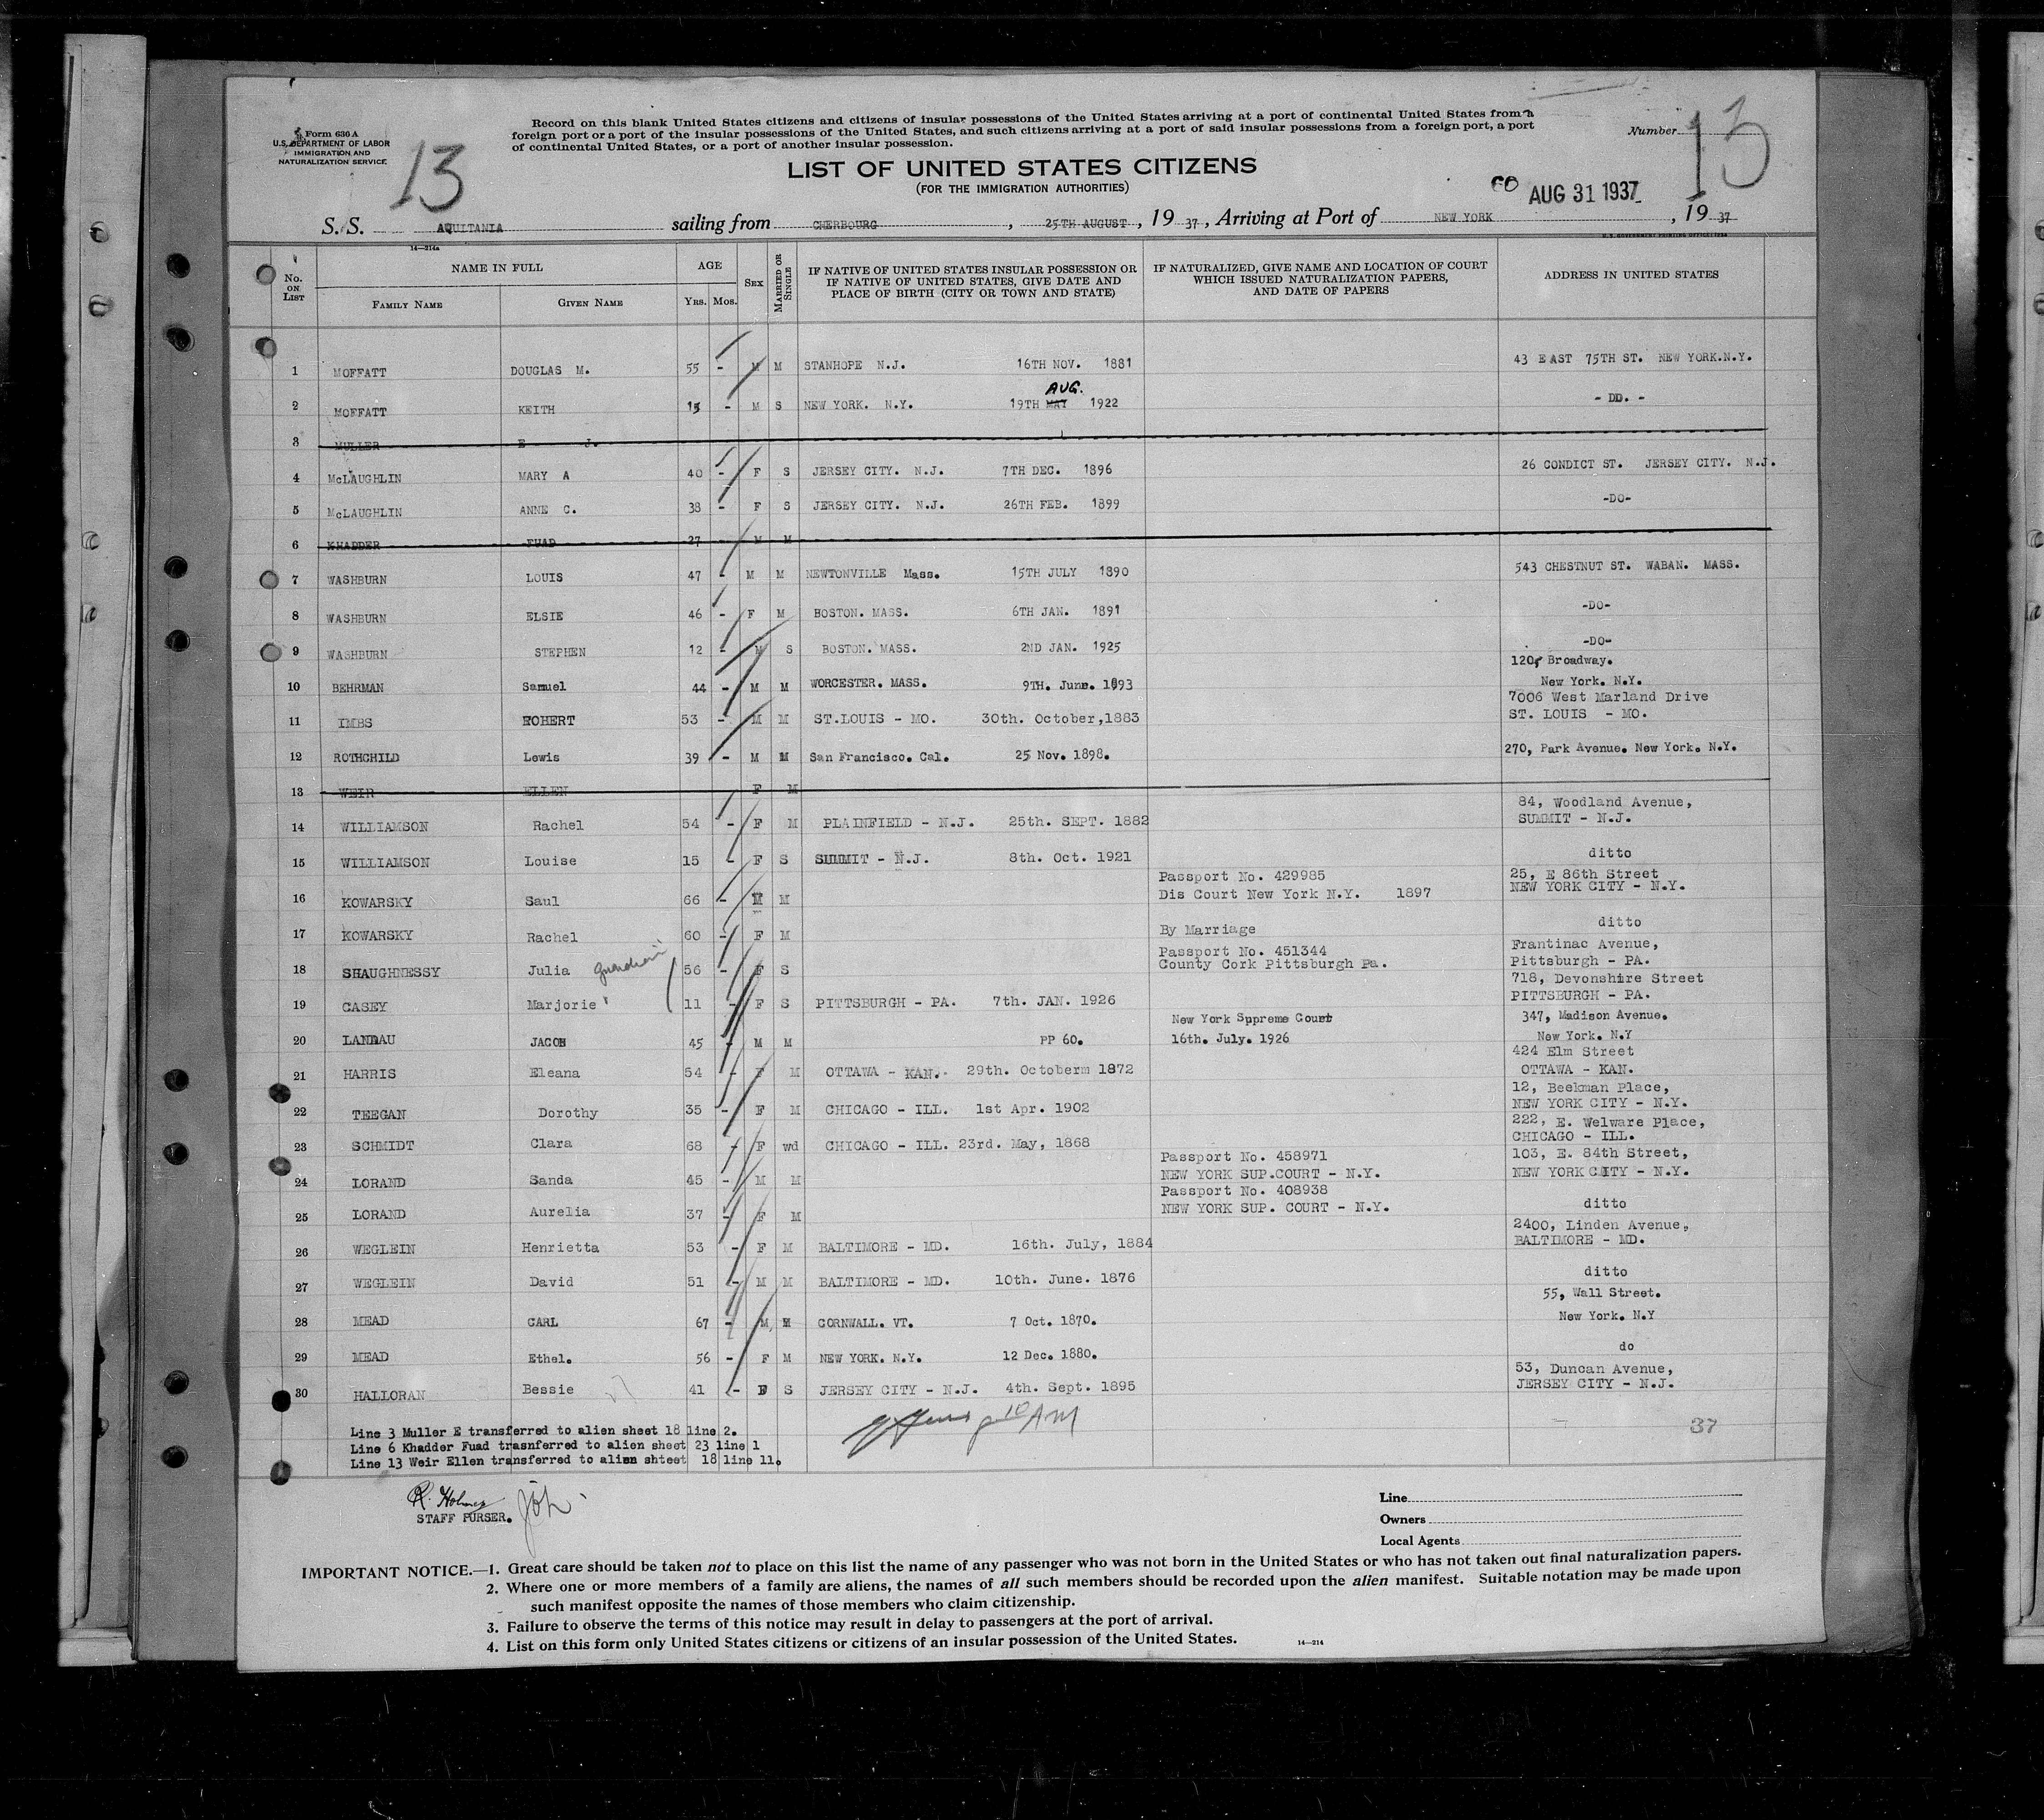 Form 630 A
U.S. DEPARTMENT OF LABOR
IMMIGRATION AND
NATURALIZATION SERVICE
13
Record on this blank United States citizens and citizens of insular possessions of the United States arriving at a port of continental United States from a
foreign port or a port of the insular possessions of the United States, and such citizens arriving at a port of said insular possessions from a foreign port, a port
of continental United States, or a port of another insular possession.
Number 13
LIST OF UNITED STATES CITIZENS
(FOR THE IMMIGRATION AUTHORITIES)
AUG 31 1937
S.S. AQUITANIA sailing from CHERBOURG, 25TH AUGUST, 1937, Arriving at Port of NEW YORK, 1937
14—214a
No. ON LIST
NAME IN FULL
FAMILY NAME GIVEN NAME
AGE
YRS. MOS.
SEX
MARRIED OR SINGLE
IF NATIVE OF UNITED STATES INSULAR POSSESSION OR
IF NATIVE OF UNITED STATES, GIVE DATE AND
PLACE OF BIRTH (CITY OR TOWN AND STATE)
IF NATURALIZED, GIVE NAME AND LOCATION OF COURT
WHICH ISSUED NATURALIZATION PAPERS,
AND DATE OF PAPERS
ADDRESS IN UNITED STATES
1 MOFFATT DOUGLAS M. 55 - M M STANHOPE N.J. 16TH NOV. 1881 43 EAST 75TH ST. NEW YORK.N.Y.
AUG.
2 MOFFATT KEITH 15 - M S NEW YORK. N.Y. 19TH MAY 1922 - DD. -
3 MULLER E J.
4 McLAUGHLIN MARY A 40 - F S JERSEY CITY. N.J. 7TH DEC. 1896 26 CONDICT ST. JERSEY CITY. N.J.
5 McLAUGHLIN ANNE C. 38 - F S JERSEY CITY. N.J. 26TH FEB. 1899 -DO-
6 KHADDER FUAD 27 - M M
7 WASHBURN LOUIS 47 - M M NEWTONVILLE Mass. 15TH JULY 1890 543 CHESTNUT ST. WABAN. MASS.
8 WASHBURN ELSIE 46 - F M BOSTON. MASS. 6TH JAN. 1891 -DO-
9 WASHBURN STEPHEN 12 - M S BOSTON. MASS. 2ND JAN. 1925 -DO-
120, Broadway.
10 BEHRMAN Samuel 44 - M M WORCESTER. MASS. 9TH. June. 1893 New York. N.Y.
7006 West Marland Drive
11 IMBS ROHERT 53 - M M ST.LOUIS - MO. 30th. October,1883 ST. LOUIS - MO.
12 ROTHCHILD Lewis 39 - M M San Francisco. Cal. 25 Nov. 1898. 270, Park Avenue. New York. N.Y.
13 WEIR ELLEN F M
84, Woodland Avenue,
14 WILLIAMSON Rachel 54 - F M PLAINFIELD - N.J. 25th. SEPT. 1882 SUMMIT - N.J.
15 WILLIAMSON Louise 15 - F S SUMMIT - N.J. 8th. Oct. 1921 ditto
Passport No. 429985 25, E 86th Street
16 KOWARSKY Saul 66 - M M Dis Court New York N.Y. 1897 NEW YORK CITY - N.Y.
17 KOWARSKY Rachel 60 - F M By Marriage ditto
Passport No. 451344 Frantinac Avenue,
18 SHAUGHNESSY Julia guardian 56 - F S County Cork Pittsburgh Pa. Pittsburgh - PA.
718, Devonshire Street
19 CASEY Marjorie 11 - F S PITTSBURGH - PA. 7th. JAN. 1926 PITTSBURGH - PA.
New York Supreme Court 347, Madison Avenue.
20 LANDAU JACOB 45 - M M PP 60. 16th. July. 1926 New York. N.Y
424 Elm Street
21 HARRIS Eleana 54 - F M OTTAWA - KAN. 29th. Octoberm 1872 OTTAWA - KAN.
12, Beekman Place,
22 TEEGAN Dorothy 35 - F M CHICAGO - ILL. 1st Apr. 1902 NEW YORK CITY - N.Y.
222, E. Welware Place,
23 SCHMIDT Clara 68 - F wd CHICAGO - ILL. 23rd. May, 1868 CHICAGO - ILL.
Passport No. 458971 103, E. 84th Street,
24 LORAND Sanda 45 - M M NEW YORK SUP.COURT - N.Y. NEW YORK CITY - N.Y.
Passport No. 408938
25 LORAND Aurelia 37 - F M NEW YORK SUP. COURT - N.Y. ditto
2400, Linden Avenue,
26 WEGLEIN Henrietta 53 - F M BALTIMORE - MD. 16th. July, 1884 BALTIMORE - MD.
27 WEGLEIN David 51 - M M BALTIMORE - MD. 10th. June. 1876 ditto
55, Wall Street.
28 MEAD CARL 67 - M M CORNWALL. VT. 7 Oct. 1870. New York. N.Y
29 MEAD Ethel. 56 - F M NEW YORK. N.Y. 12 Dec. 1880. do
53, Duncan Avenue,
30 HALLORAN Bessie 41 - F S JERSEY CITY - N.J. 4th. Sept. 1895 JERSEY CITY - N.J.
10 AM
37
Line 3 Muller E transferred to alien sheet 18 line 2.
Line 6 Khadder Fuad trasnferred to alien sheet 23 line 1
Line 13 Weir Ellen transferred to alien shteet 18 line 11.
R. Holmes
STAFF PURSER.
Line
Owners
Local Agents
IMPORTANT NOTICE.—1. Great care should be taken not to place on this list the name of any passenger who was not born in the United States or who has not taken out final naturalization papers.
2. Where one or more members of a family are aliens, the names of all such members should be recorded upon the alien manifest. Suitable notation may be made upon
such manifest opposite the names of those members who claim citizenship.
3. Failure to observe the terms of this notice may result in delay to passengers at the port of arrival.
4. List on this form only United States citizens or citizens of an insular possession of the United States.
14—214